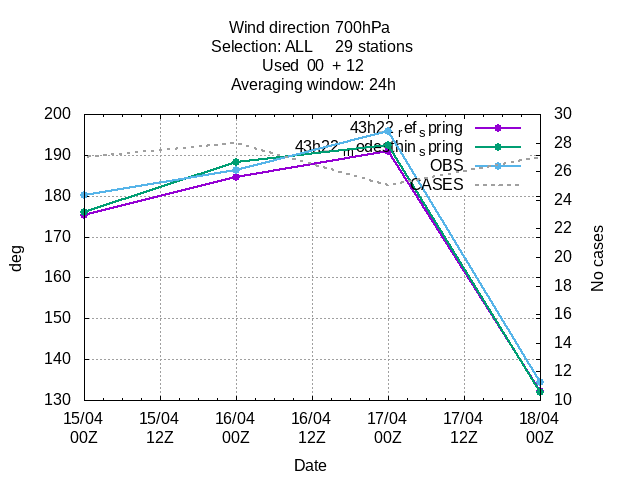 Wind direction 700hPa
Selection: ALL 29 stations
Used 00 + 12
Averaging window: 24h
200 30
190 28
180 26
170 24
160 22
150 20
140 18
130 16
14
12
10
deg
No cases
43h22_ref_spring
spring
OBS
CASES
15/04 15/04 16/04 16/04 17/04 17/04 18/04
00Z 12Z 00Z 12Z 00Z 12Z 00Z
Date